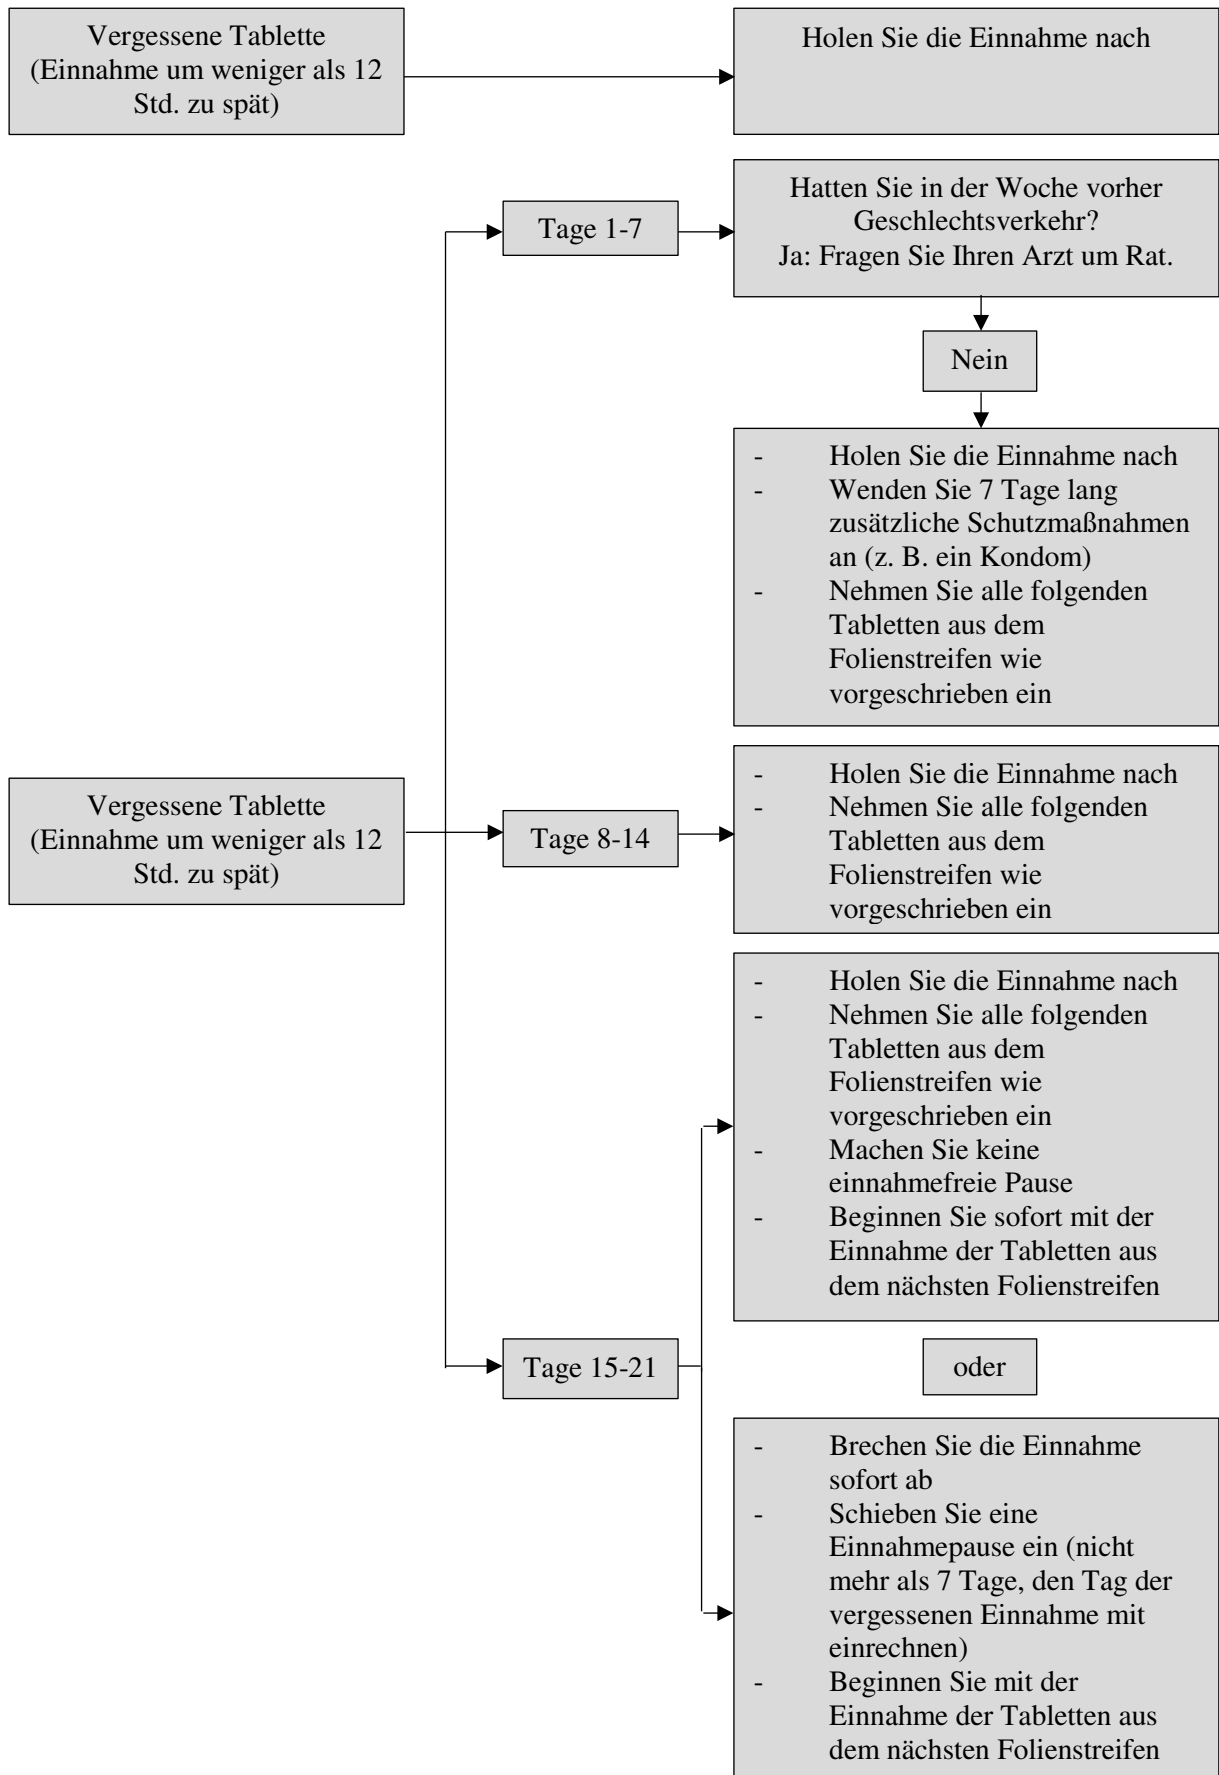 Vergessene Tablette
(Einnahme um weniger als 12
Std. zu spät)
Holen Sie die Einnahme nach
Tage 1-7
Hatten Sie in der Woche vorher
Geschlechtsverkehr?
Ja: Fragen Sie Ihren Arzt um Rat.
Nein
- Holen Sie die Einnahme nach
- Wenden Sie 7 Tage lang
zusätzliche Schutzmaßnahmen
an (z. B. ein Kondom)
- Nehmen Sie alle folgenden
Tabletten aus dem
Folienstreifen wie
vorgeschrieben ein
Vergessene Tablette
(Einnahme um weniger als 12
Std. zu spät)
Tage 8-14
- Holen Sie die Einnahme nach
- Nehmen Sie alle folgenden
Tabletten aus dem
Folienstreifen wie
vorgeschrieben ein
Tage 15-21
- Holen Sie die Einnahme nach
- Nehmen Sie alle folgenden
Tabletten aus dem
Folienstreifen wie
vorgeschrieben ein
- Machen Sie keine
einnahmefreie Pause
- Beginnen Sie sofort mit der
Einnahme der Tabletten aus
dem nächsten Folienstreifen
oder
- Brechen Sie die Einnahme
sofort ab
- Schieben Sie eine
Einnahmepause ein (nicht
mehr als 7 Tage, den Tag der
vergessenen Einnahme mit
einrechnen)
- Beginnen Sie mit der
Einnahme der Tabletten aus
dem nächsten Folienstreifen